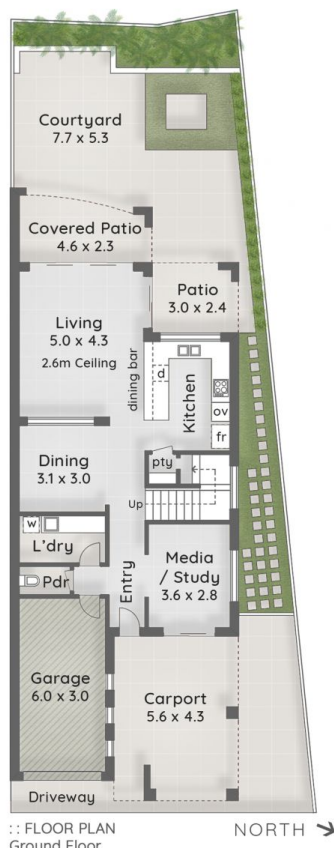 Courtyard
7.7 x 5.3
Covered Patio
4.6 x 2.3
Patio
3.0 x 2.4
Living
5.0 x 4.3
2.6m Ceiling
dining bar
d
Kitchen
ov
fr
pty
Dining
3.1 x 3.0
Up
w
L'dry
Pdr
Entry
Media
/ Study
3.6 x 2.8
Garage
6.0 x 3.0
Carport
5.6 x 4.3
Driveway
:: FLOOR PLAN
Ground Floor
NORTH